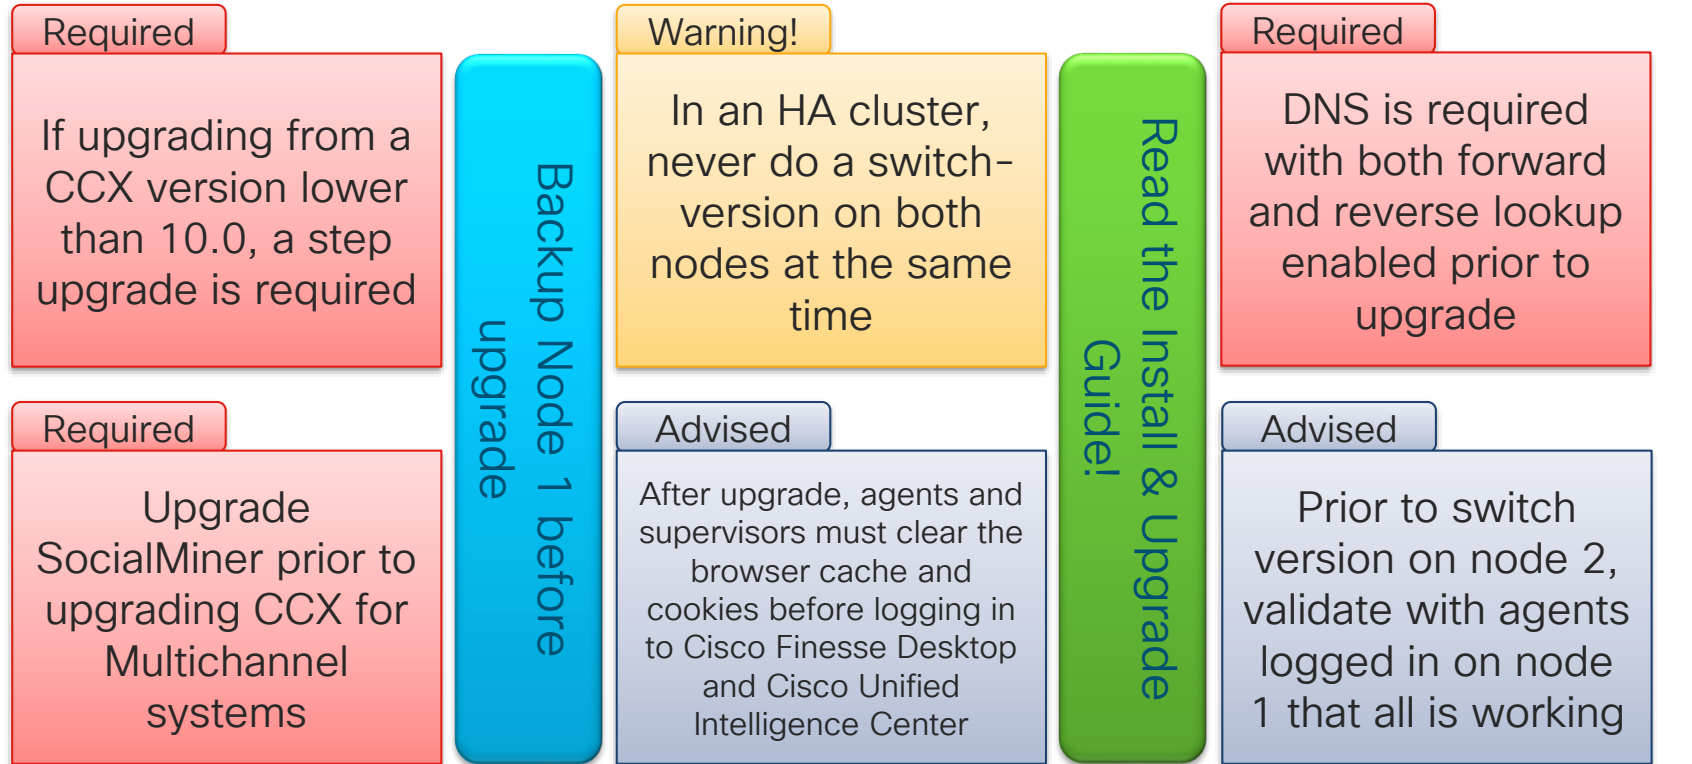 Required
If upgrading from a
CCX version lower
than 10.0, a step
upgrade is required
Required
Upgrade
SocialMiner prior to
upgrading CCX for
Multichannel
systems
Backup Node 1 before
upgrade
Warning!
In an HA cluster,
never do a switch-
version on both
nodes at the same
time
Advised
After upgrade, agents and
supervisors must clear the
browser cache and
cookies before logging in
to Cisco Finesse Desktop
and Cisco Unified
Intelligence Center
Read the Install & Upgrade
Guide!
Required
DNS is required
with both forward
and reverse lookup
enabled prior to
upgrade
Advised
Prior to switch
version on node 2,
validate with agents
logged in on node
1 that all is working